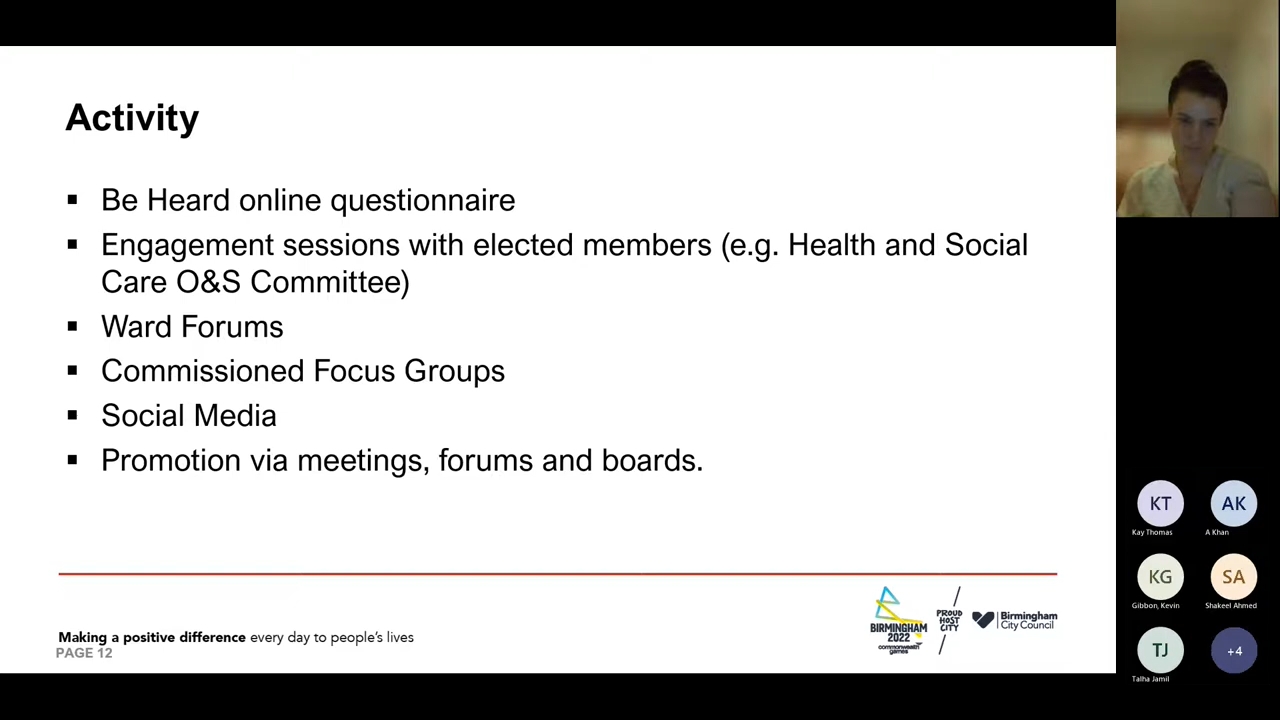 Activity
▪ Be Heard online questionnaire
▪ Engagement sessions with elected members (e.g. Health and Social
Care O&S Committee)
▪ Ward Forums
▪ Commissioned Focus Groups
▪ Social Media
▪ Promotion via meetings, forums and boards.
Making a positive difference every day to people's lives
PAGE 12
BIRMINGHAM
2022
commonwealth
games
PROUD
HOST
CITY
Birmingham
City Council
KT
Kay Thomas
AK
A Khan
KG
Gibbon, Kevin
SA
Shakeel Ahmed
TJ
Talha Jamil
+4